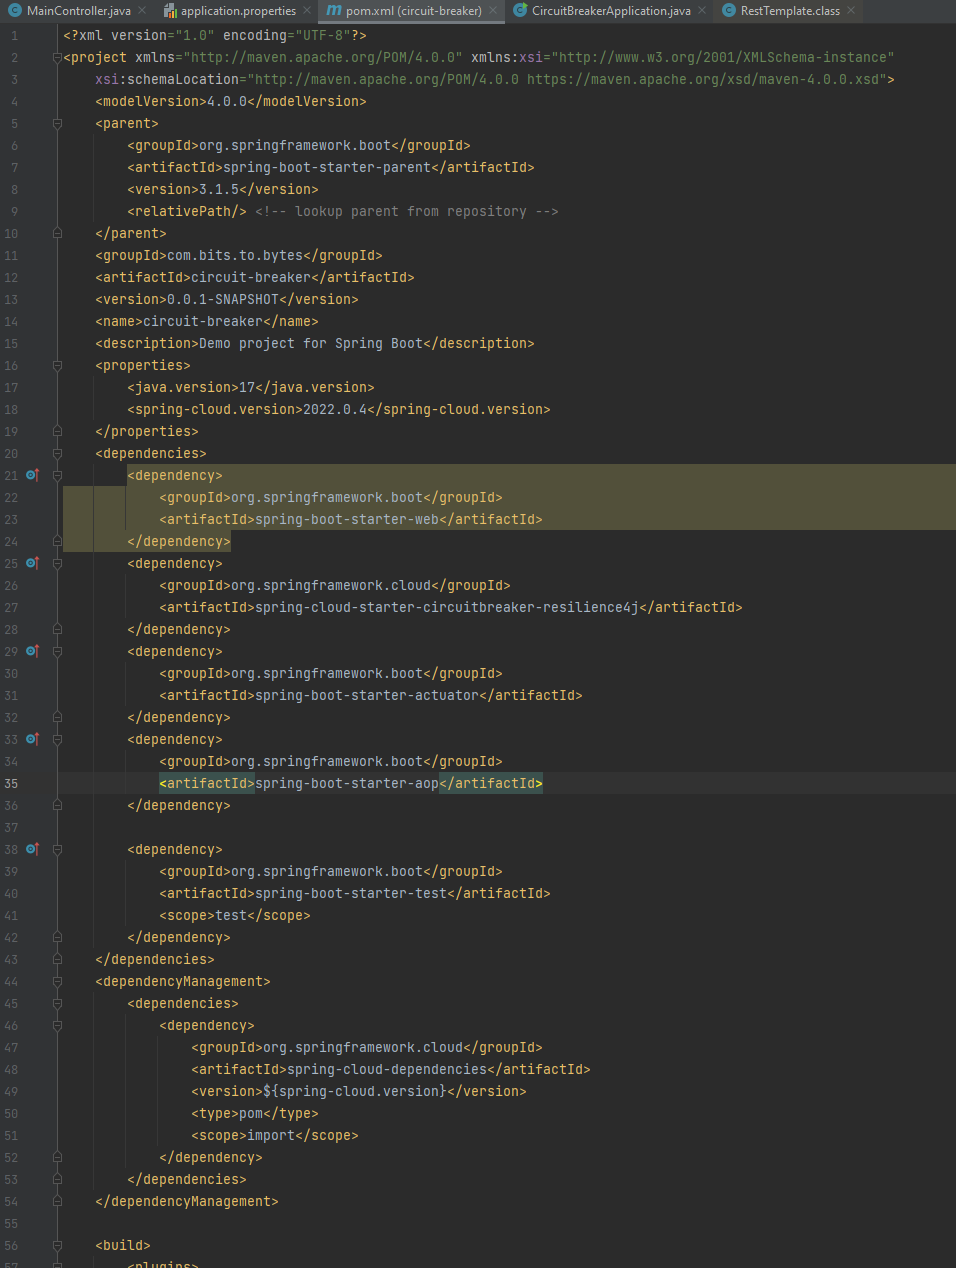 MainController.java application.properties pom.xml (circuit-breaker) CircuitBreakerApplication.java RestTemplate.class
1 <?xml version="1.0" encoding="UTF-8"?>
2 <project xmlns="http://maven.apache.org/POM/4.0.0" xmlns:xsi="http://www.w3.org/2001/XMLSchema-instance"
3 xsi:schemaLocation="http://maven.apache.org/POM/4.0.0 https://maven.apache.org/xsd/maven-4.0.0.xsd">
4 <modelVersion>4.0.0</modelVersion>
5 <parent>
6 <groupId>org.springframework.boot</groupId>
7 <artifactId>spring-boot-starter-parent</artifactId>
8 <version>3.1.5</version>
9 <relativePath/> <!-- lookup parent from repository -->
10 </parent>
11 <groupId>com.bits.to.bytes</groupId>
12 <artifactId>circuit-breaker</artifactId>
13 <version>0.0.1-SNAPSHOT</version>
14 <name>circuit-breaker</name>
15 <description>Demo project for Spring Boot</description>
16 <properties>
17 <java.version>17</java.version>
18 <spring-cloud.version>2022.0.4</spring-cloud.version>
19 </properties>
20 <dependencies>
21 <dependency>
22 <groupId>org.springframework.boot</groupId>
23 <artifactId>spring-boot-starter-web</artifactId>
24 </dependency>
25 <dependency>
26 <groupId>org.springframework.cloud</groupId>
27 <artifactId>spring-cloud-starter-circuitbreaker-resilience4j</artifactId>
28 </dependency>
29 <dependency>
30 <groupId>org.springframework.boot</groupId>
31 <artifactId>spring-boot-starter-actuator</artifactId>
32 </dependency>
33 <dependency>
34 <groupId>org.springframework.boot</groupId>
35 <artifactId>spring-boot-starter-aop</artifactId>
36 </dependency>
37
38 <dependency>
39 <groupId>org.springframework.boot</groupId>
40 <artifactId>spring-boot-starter-test</artifactId>
41 <scope>test</scope>
42 </dependency>
43 </dependencies>
44 <dependencyManagement>
45 <dependencies>
46 <dependency>
47 <groupId>org.springframework.cloud</groupId>
48 <artifactId>spring-cloud-dependencies</artifactId>
49 <version>${spring-cloud.version}</version>
50 <type>pom</type>
51 <scope>import</scope>
52 </dependency>
53 </dependencies>
54 </dependencyManagement>
55
56 <build>
57 <plugins>